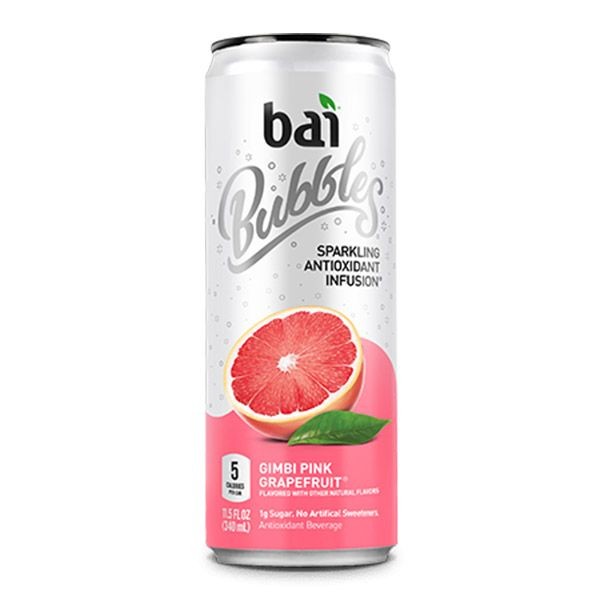 bai
Bubbles
SPARKLING
ANTIOXIDANT
INFUSION®
5
CALORIES
PER CAN
GIMBI PINK
GRAPEFRUIT®
FLAVORED WITH OTHER NATURAL FLAVORS
11.5 FL OZ
(340 mL)
1g Sugar. No Artifical Sweeteners.
Antioxidant Beverage